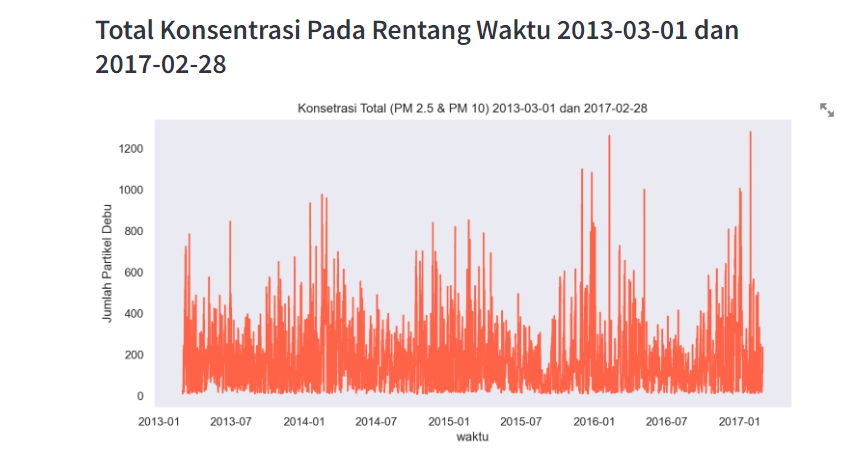 Total Konsentrasi Pada Rentang Waktu 2013-03-01 dan
2017-02-28
Konsetrasi Total (PM 2.5 & PM 10) 2013-03-01 dan 2017-02-28
Jumlah Partikel Debu
1200
1000
800
600
400
200
0
2013-01 2013-07 2014-01 2014-07 2015-01 2015-07 2016-01 2016-07 2017-01
waktu